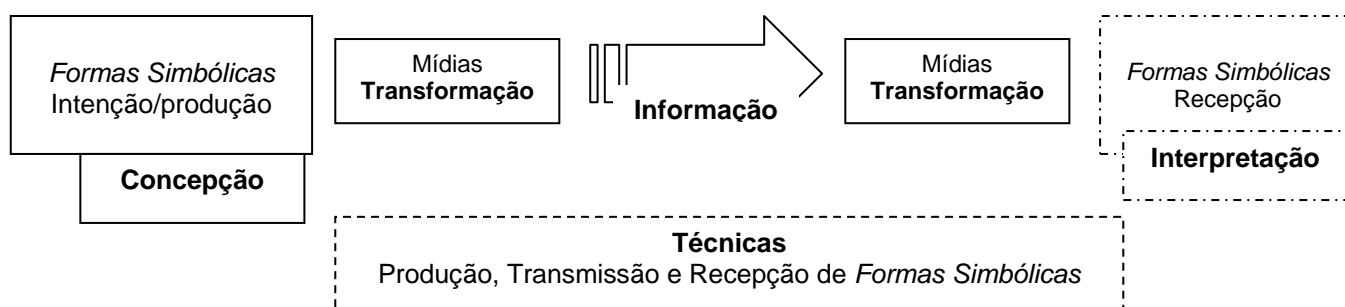 Formas Simbólicas
Intenção/produção
Concepção
Mídias
Transformação
Informação
Mídias
Transformação
Formas Simbólicas
Recepção
Interpretação
Técnicas
Produção, Transmissão e Recepção de Formas Simbólicas